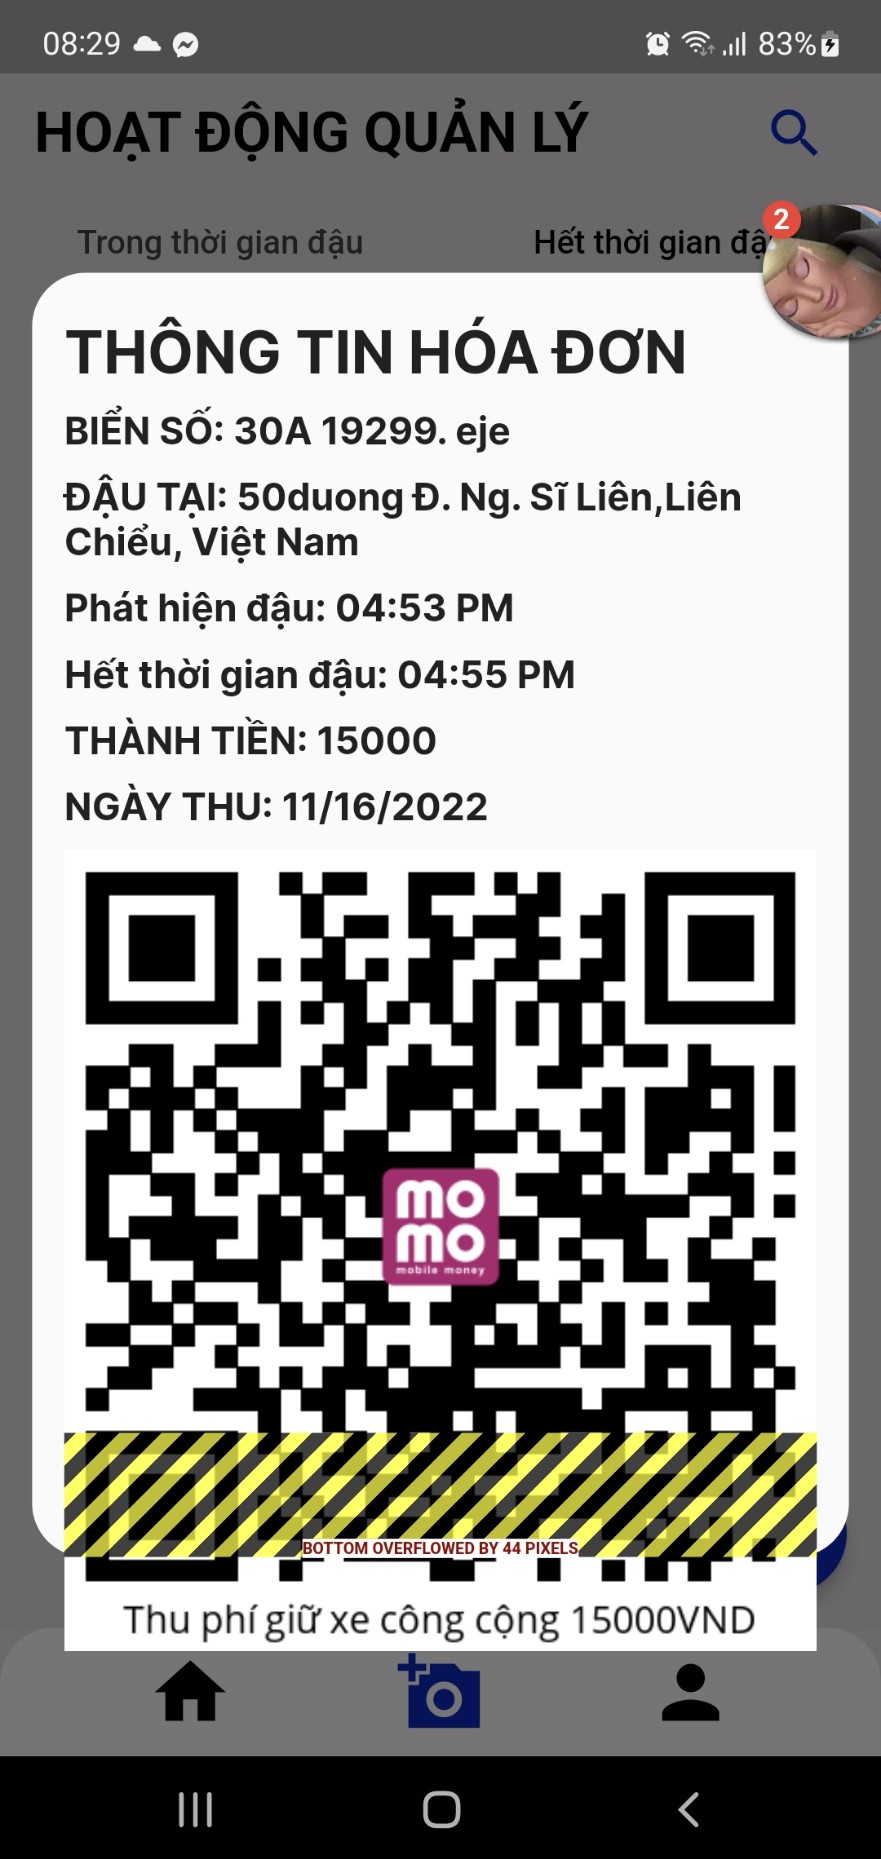 08:29
83%
HOẠT ĐỘNG QUẢN LÝ
Trong thời gian đậu
Hết thời gian đậ
2
THÔNG TIN HÓA ĐƠN
BIỂN SỐ: 30A 19299. eje
ĐẬU TẠI: 50duong Đ. Ng. Sĩ Liên,Liên
Chiểu, Việt Nam
Phát hiện đậu: 04:53 PM
Hết thời gian đậu: 04:55 PM
THÀNH TIỀN: 15000
NGÀY THU: 11/16/2022
mo
mo
mobile money
BOTTOM OVERFLOWED BY 44 PIXELS
Thu phí giữ xe công cộng 15000VND